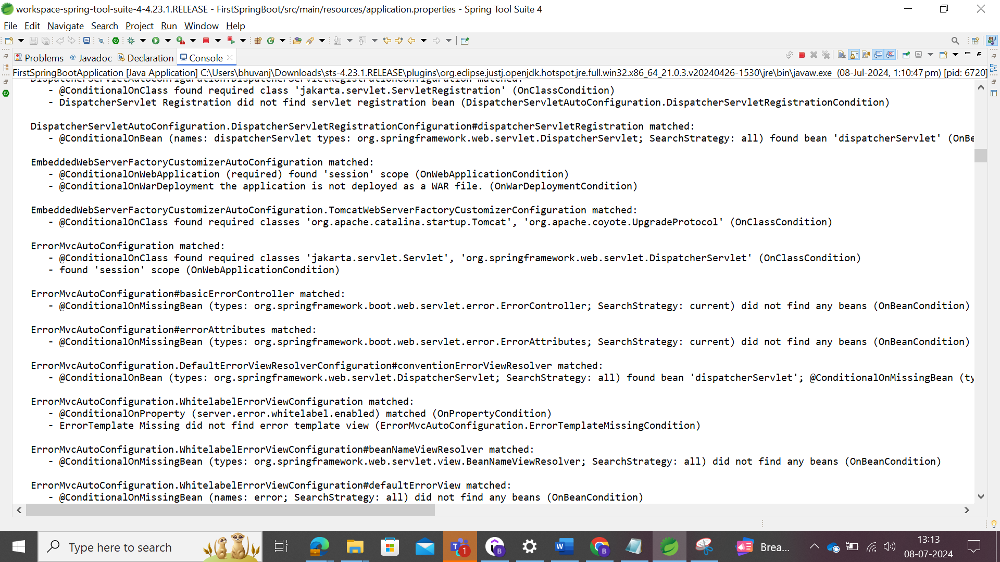 workspace-spring-tool-suite-4-4.23.1.RELEASE - FirstSpringBoot/src/main/resources/application.properties - Spring Tool Suite 4
File Edit Navigate Search Project Run Window Help
Problems @ Javadoc Declaration Console
FirstSpringBootApplication [Java Application] C:\Users\bhuvanj\Downloads\sts-4.23.1.RELEASE\plugins\org.eclipse.justj.openjdk.hotspot.jre.full.win32.x86_64_21.0.3.v20240426-1530\jre\bin\javaw.exe (08-Jul-2024, 1:10:47 pm) [pid: 6720]
DispatcherServletAutoConfiguration.DispatcherServletRegistrationConfiguration matched:
- @ConditionalOnClass found required class 'jakarta.servlet.ServletRegistration' (OnClassCondition)
- DispatcherServlet Registration did not find servlet registration bean (DispatcherServletAutoConfiguration.DispatcherServletRegistrationCondition)
DispatcherServletAutoConfiguration.DispatcherServletRegistrationConfiguration#dispatcherServletRegistration matched:
- @ConditionalOnBean (names: dispatcherServlet types: org.springframework.web.servlet.DispatcherServlet; SearchStrategy: all) found bean 'dispatcherServlet' (OnBe
EmbeddedWebServerFactoryCustomizerAutoConfiguration matched:
- @ConditionalOnWebApplication (required) found 'session' scope (OnWebApplicationCondition)
- @ConditionalOnWarDeployment the application is not deployed as a WAR file. (OnWarDeploymentCondition)
EmbeddedWebServerFactoryCustomizerAutoConfiguration.TomcatWebServerFactoryCustomizerConfiguration matched:
- @ConditionalOnClass found required classes 'org.apache.catalina.startup.Tomcat', 'org.apache.coyote.UpgradeProtocol' (OnClassCondition)
ErrorMvcAutoConfiguration matched:
- @ConditionalOnClass found required classes 'jakarta.servlet.Servlet', 'org.springframework.web.servlet.DispatcherServlet' (OnClassCondition)
- found 'session' scope (OnWebApplicationCondition)
ErrorMvcAutoConfiguration#basicErrorController matched:
- @ConditionalOnMissingBean (types: org.springframework.boot.web.servlet.error.ErrorController; SearchStrategy: current) did not find any beans (OnBeanCondition)
ErrorMvcAutoConfiguration#errorAttributes matched:
- @ConditionalOnMissingBean (types: org.springframework.boot.web.servlet.error.ErrorAttributes; SearchStrategy: current) did not find any beans (OnBeanCondition)
ErrorMvcAutoConfiguration.DefaultErrorViewResolverConfiguration#conventionErrorViewResolver matched:
- @ConditionalOnBean (types: org.springframework.web.servlet.DispatcherServlet; SearchStrategy: all) found bean 'dispatcherServlet'; @ConditionalOnMissingBean (ty
ErrorMvcAutoConfiguration.WhitelabelErrorViewConfiguration matched:
- @ConditionalOnProperty (server.error.whitelabel.enabled) matched (OnPropertyCondition)
- ErrorTemplate Missing did not find error template view (ErrorMvcAutoConfiguration.ErrorTemplateMissingCondition)
ErrorMvcAutoConfiguration.WhitelabelErrorViewConfiguration#beanNameViewResolver matched:
- @ConditionalOnMissingBean (types: org.springframework.web.servlet.view.BeanNameViewResolver; SearchStrategy: all) did not find any beans (OnBeanCondition)
ErrorMvcAutoConfiguration.WhitelabelErrorViewConfiguration#defaultErrorView matched:
- @ConditionalOnMissingBean (names: error; SearchStrategy: all) did not find any beans (OnBeanCondition)
Type here to search
Brea...
13:13
08-07-2024